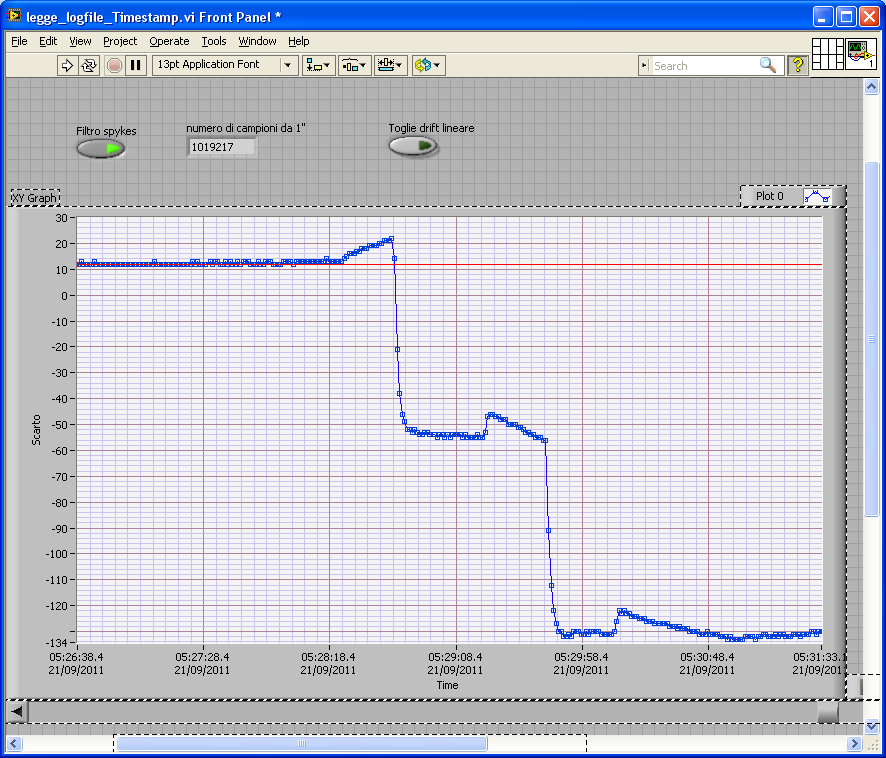 legge_logfile_Timestamp.vi Front Panel *
File Edit View Project Operate Tools Window Help
13pt Application Font
Search
?
1
Filtro spykes
numero di campioni da 1"
Toglie drift lineare
1019217
XY Graph
Plot 0
30
20
10
0
-10
-20
-30
-40
-50
-60
-70
-80
-90
-100
-110
-120
-134
Scarto
05:26:38.4 05:27:28.4 05:28:18.4 05:29:08.4 05:29:58.4 05:30:48.4 05:31:33.1
21/09/2011 21/09/2011 21/09/2011 21/09/2011 21/09/2011 21/09/2011 21/09/2011
Time